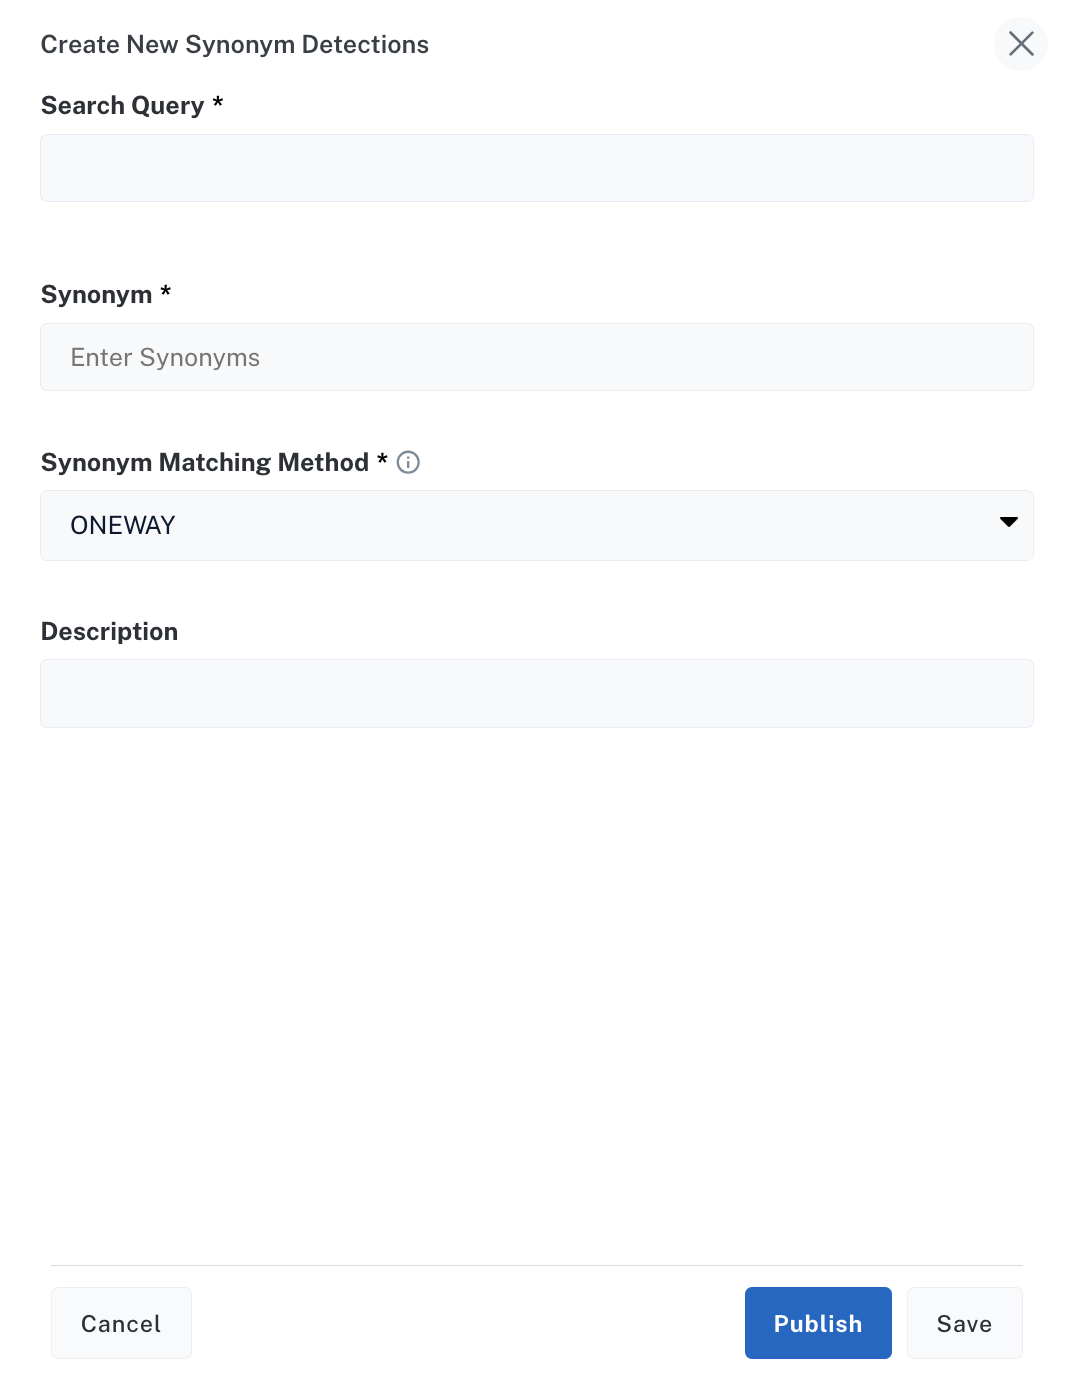 Create New Synonym Detections
Search Query *
Synonym *
Enter Synonyms
Synonym Matching Method *
ONEWAY
Description
Cancel
Publish
Save